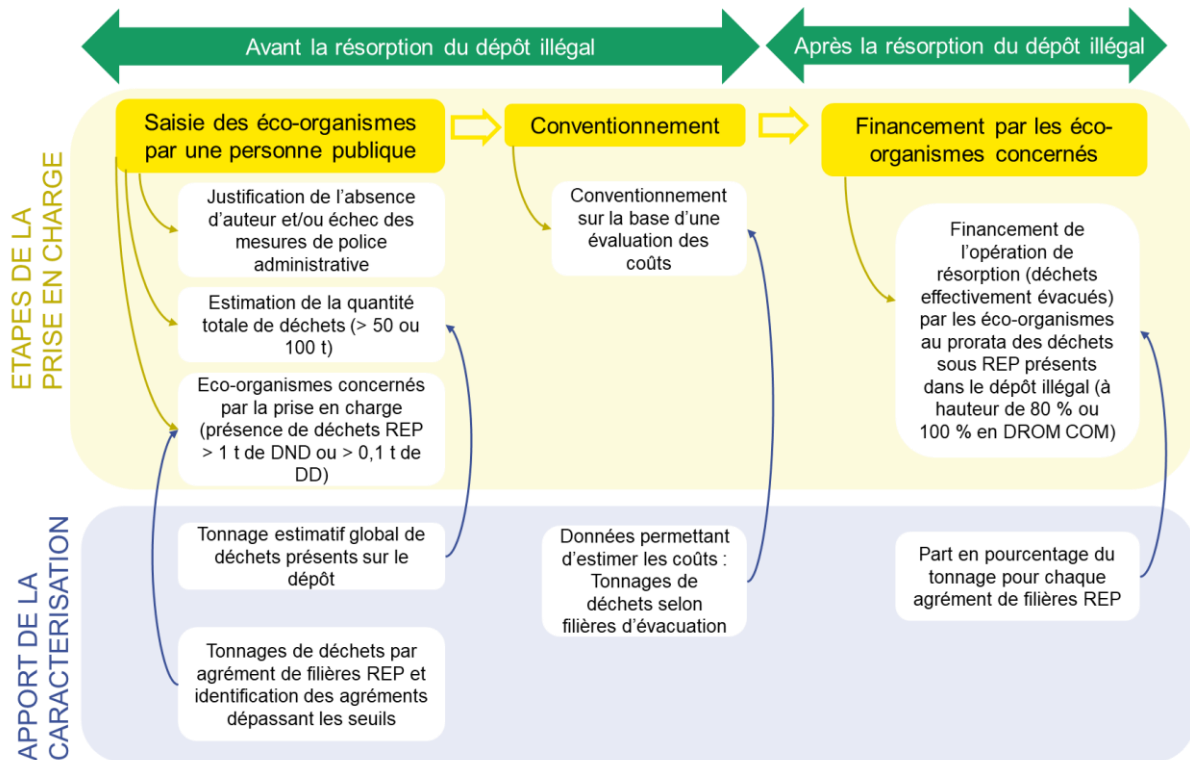 Avant la résorption du dépôt illégal
Après la résorption du dépôt illégal
ETAPES DE LA
PRISE EN CHARGE
Saisie des éco-organismes
par une personne publique
Conventionnement
Financement par les éco-
organismes concernés
Justification de l’absence
d’auteur et/ou échec des
mesures de police
administrative
Estimation de la quantité
totale de déchets (> 50 ou
100 t)
Eco-organismes concernés
par la prise en charge
(présence de déchets REP
> 1 t de DND ou > 0,1 t de
DD)
Conventionnement
sur la base d’une
évaluation des
coûts
Financement de
l’opération de
résorption (déchets
effectivement évacués)
par les éco-organismes
au prorata des déchets
sous REP présents
dans le dépôt illégal (à
hauteur de 80 % ou
100 % en DROM COM)
APPORT DE LA
CARACTERISATION
Tonnage estimatif global de
déchets présents sur le
dépôt
Tonnages de déchets par
agrément de filières REP et
identification des agréments
dépassant les seuils
Données permettant
d’estimer les coûts :
Tonnages de
déchets selon
filières d’évacuation
Part en pourcentage du
tonnage pour chaque
agrément de filières REP